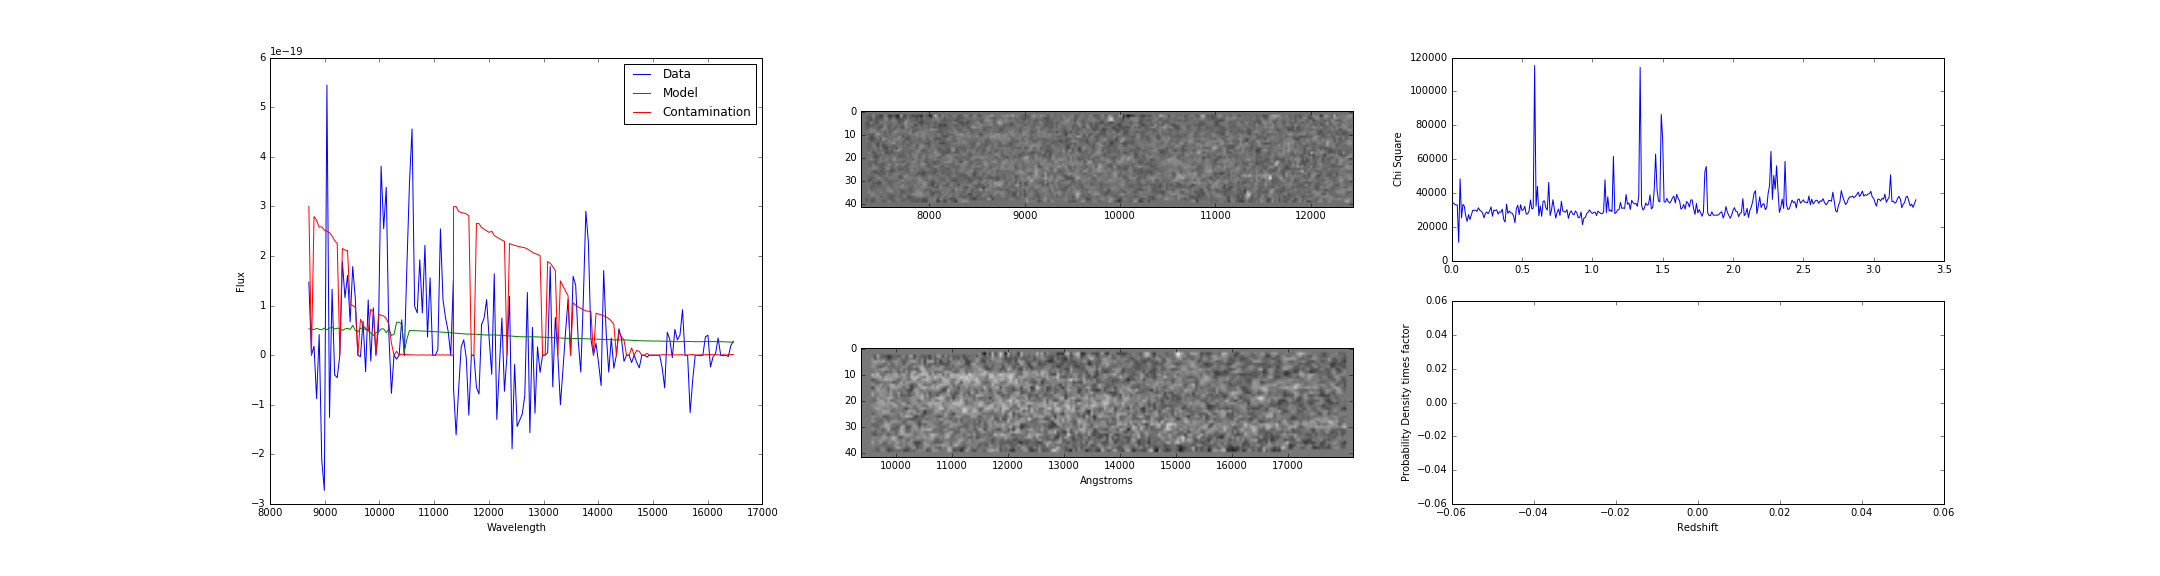 1e−19
6
5
4
3
2
1
0
−1
−2
−3
8000 9000 10000 11000 12000 13000 14000 15000 16000 17000
Wavelength
Flux
Data
Model
Contamination
0
10
20
30
40
8000 9000 10000 11000 12000
0
10
20
30
40
10000 11000 12000 13000 14000 15000 16000 17000
Angstroms
120000
100000
80000
60000
40000
20000
0
0.0 0.5 1.0 1.5 2.0 2.5 3.0 3.5
Chi Square
0.06
0.04
0.02
0.00
−0.02
−0.04
−0.06
−0.06 −0.04 −0.02 0.00 0.02 0.04 0.06
Redshift
Probability Density times factor